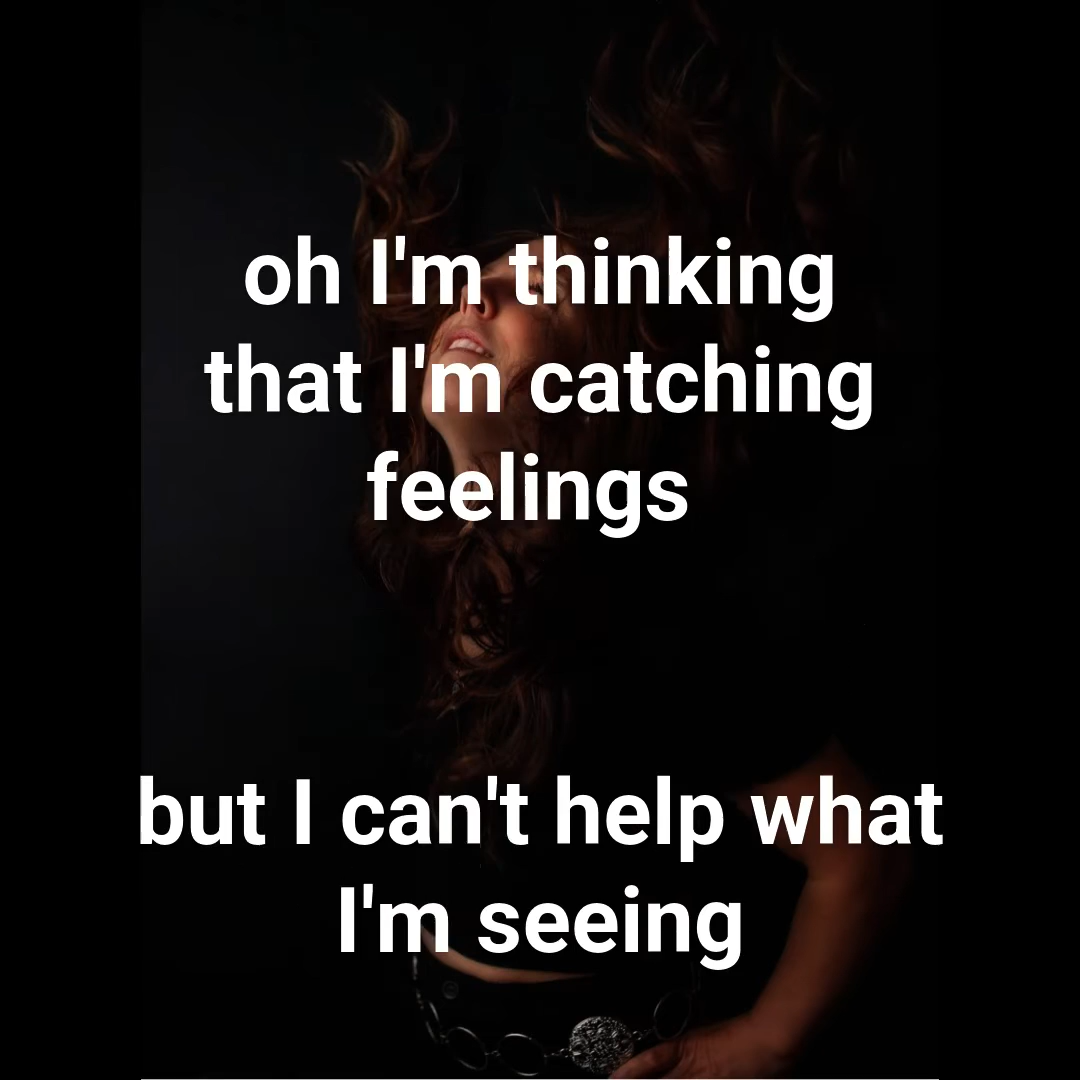 oh I'm thinking
that I'm catching
feelings
but I can't help what
I'm seeing